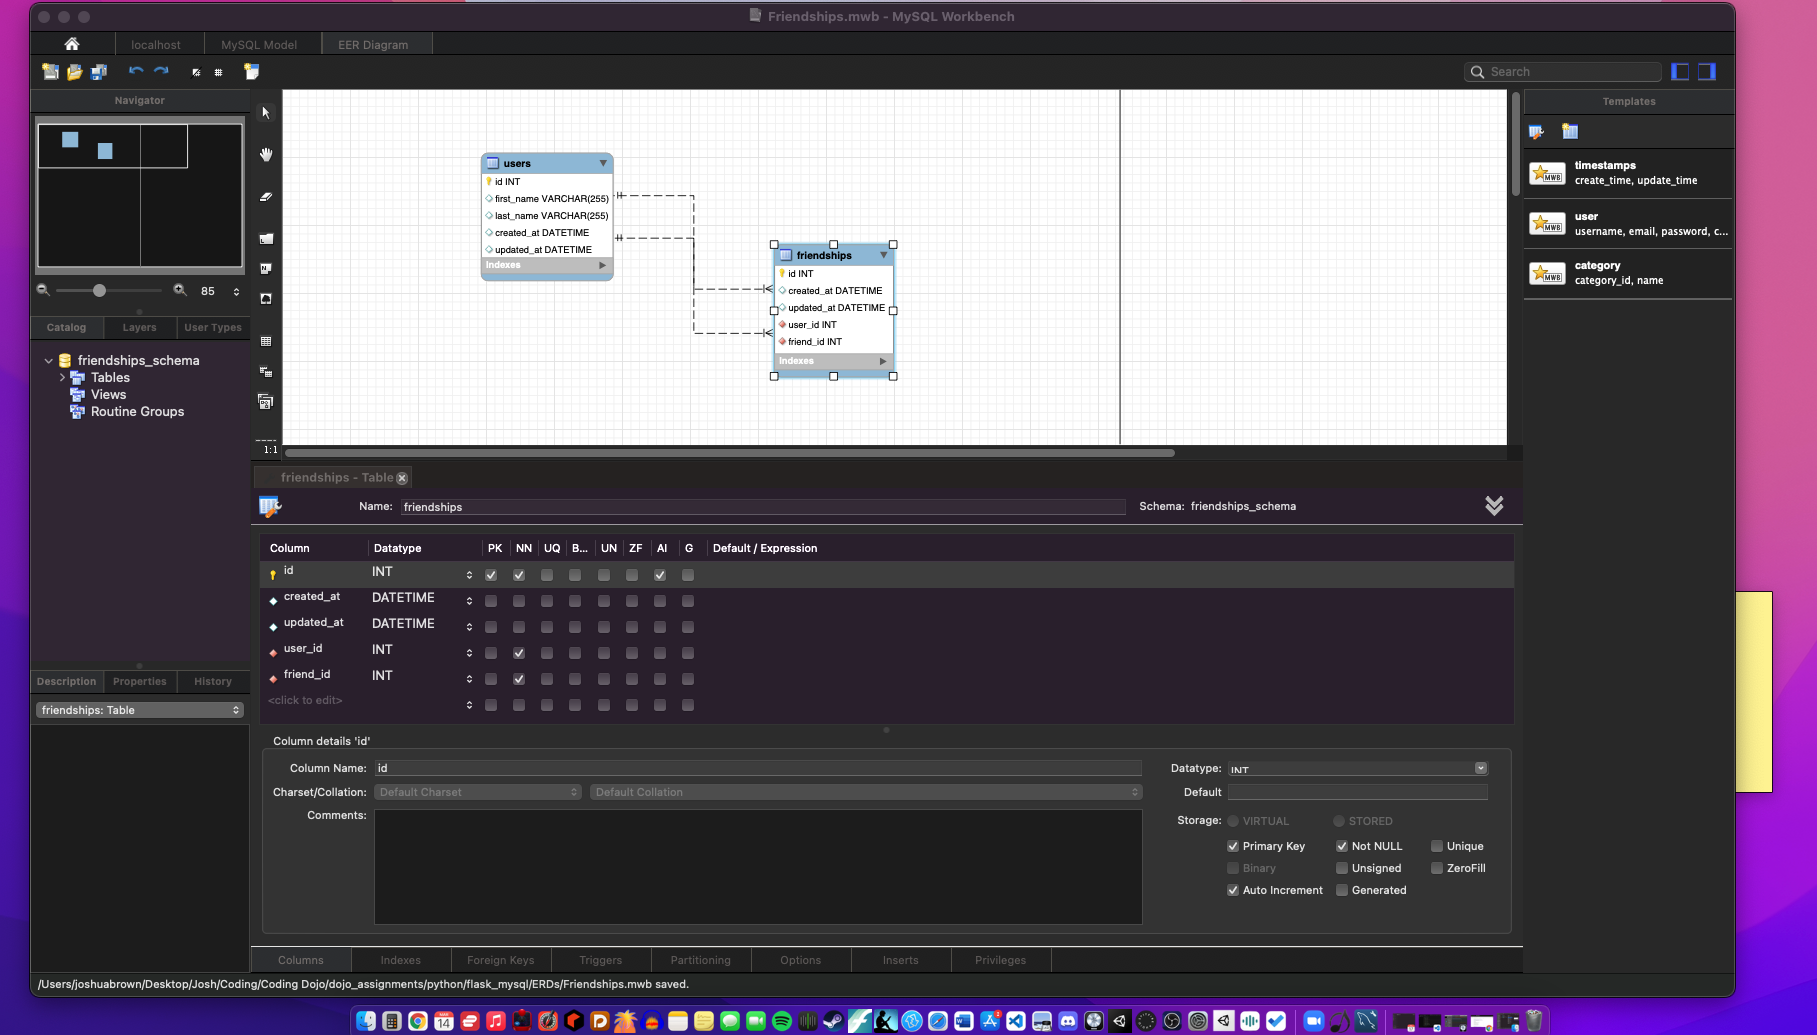 Friendships.mwb - MySQL Workbench
localhost
MySQL Model
EER Diagram
Search
Navigator
Templates
85
Catalog
Layers
User Types
friendships_schema
Tables
Views
Routine Groups
1:1
users
id INT
first_name VARCHAR(255)
last_name VARCHAR(255)
created_at DATETIME
updated_at DATETIME
Indexes
friendships
id INT
created_at DATETIME
updated_at DATETIME
user_id INT
friend_id INT
Indexes
timestamps
create_time, update_time
user
username, email, password, c...
category
category_id, name
MWB
MWB
MWB
friendships - Table
Name: friendships
Schema: friendships_schema
Column Datatype PK NN UQ B... UN ZF AI G Default / Expression
id INT
created_at DATETIME
updated_at DATETIME
user_id INT
friend_id INT
<click to edit>
Description
Properties
History
friendships: Table
Column details 'id'
Column Name: id
Datatype: INT
Charset/Collation: Default Charset Default Collation
Default
Comments:
Storage: VIRTUAL STORED
Primary Key Not NULL Unique
Binary Unsigned ZeroFill
Auto Increment Generated
Columns
Indexes
Foreign Keys
Triggers
Partitioning
Options
Inserts
Privileges
/Users/joshuabrown/Desktop/Josh/Coding/Coding Dojo/dojo_assignments/python/flask_mysql/ERDs/Friendships.mwb saved.
14